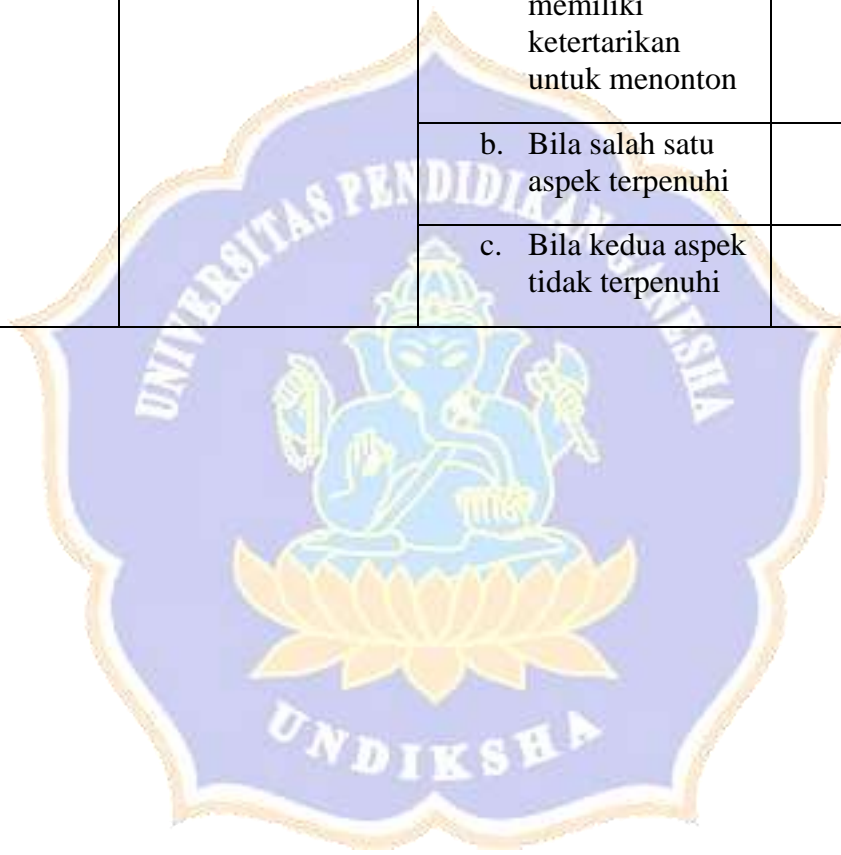 memiliki
ketertarikan
untuk menonton
b. Bila salah satu
aspek terpenuhi
c. Bila kedua aspek
tidak terpenuhi
UNIVERSITAS PENDIDIKAN GANESHA
UNDIKSHA